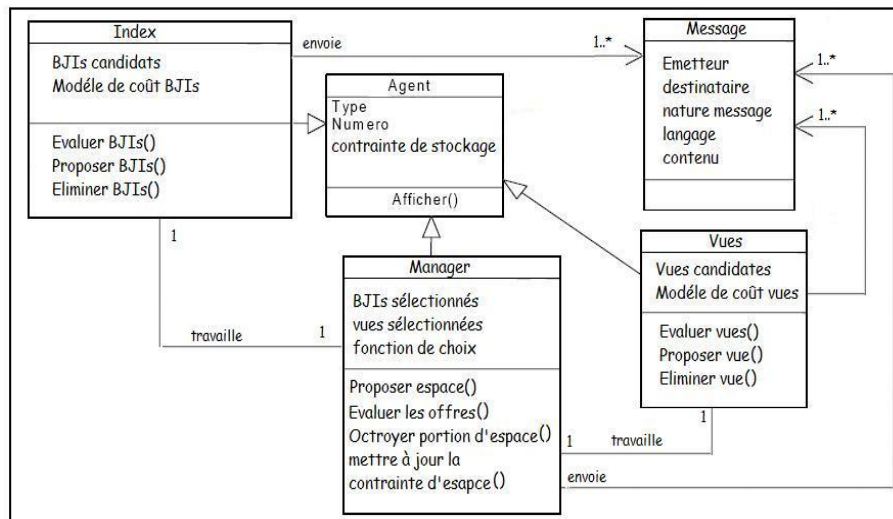 Index
BJIs candidats
Modéle de coût BJIs
Evaluer BJIs()
Proposer BJIs()
Eliminer BJIs()
envoie
1..*
Message
Emetteur
destinataire
nature message
langage
contenu
1..*
1..*
Agent
Type
Numero
contrainte de stockage
Afficher()
1
travaille
1
Manager
BJIs sélectionnés
vues sélectionnées
fonction de choix
Proposer espace()
Evaluer les offres()
Octroyer portion d'espace()
mettre à jour la
contrainte d'esapce()
Vues
Vues candidates
Modéle de coût vues
Evaluer vues()
Proposer vue()
Eliminer vue()
1
1
travaille
envoie